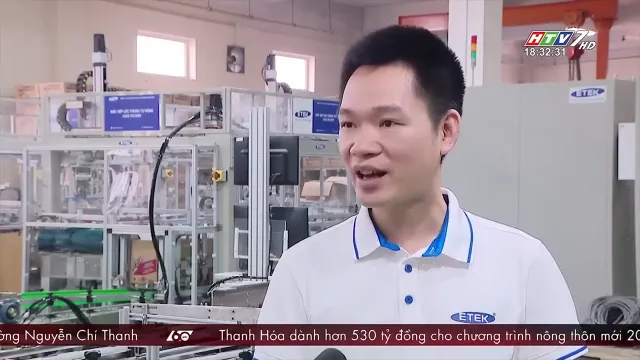 HTV7 HD
18:32:31
ETEK
ETEK
ETEK
ETEK
àng Nguyễn Chí Thanh
Thanh Hóa dành hơn 530 tỷ đồng cho chương trình nông thôn mới 20